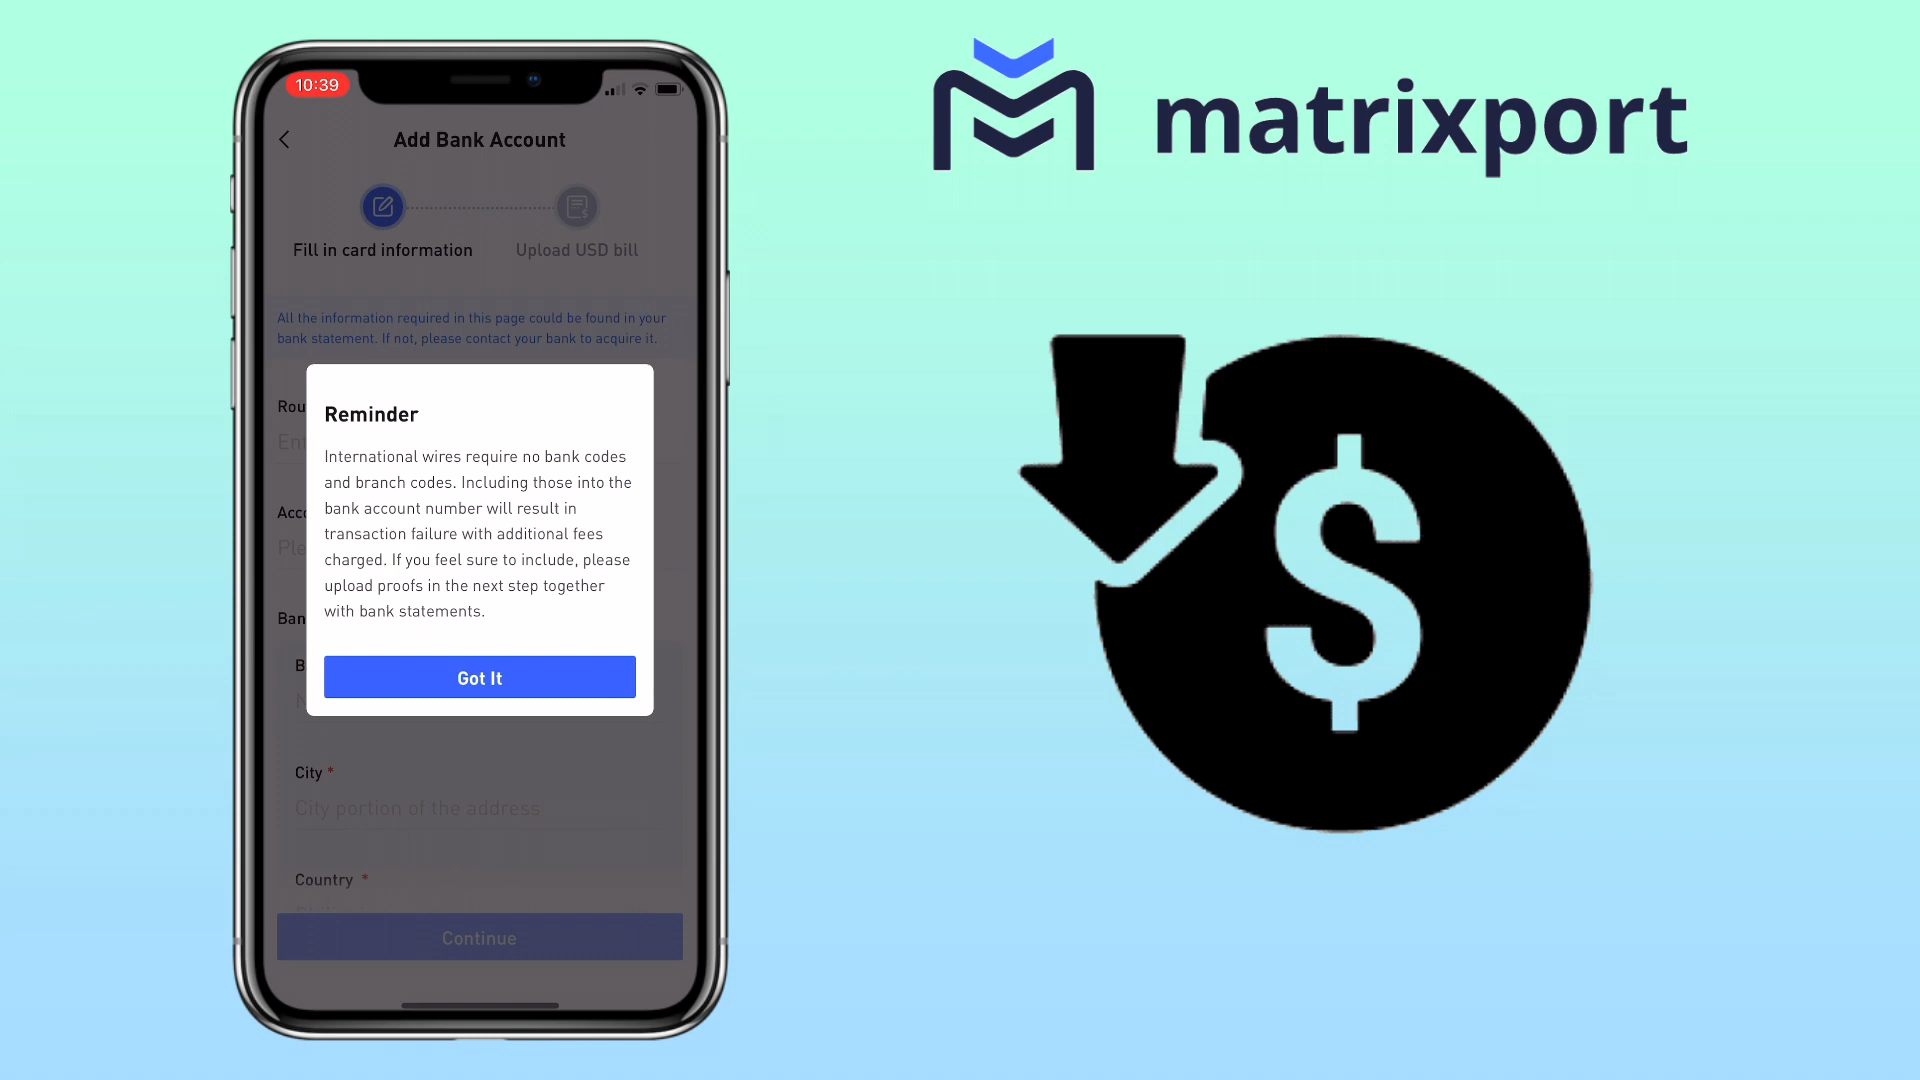 10:39
Add Bank Account
Fill in card information
Upload USD bill
All the information required in this page could be found in your
bank statement. If not, please contact your bank to acquire it.
Reminder
International wires require no bank codes
and branch codes. Including those into the
bank account number will result in
transaction failure with additional fees
charged. If you feel sure to include, please
upload proofs in the next step together
with bank statements.
Got It
City *
City portion of the address
Country *
Continue
matrixport
$